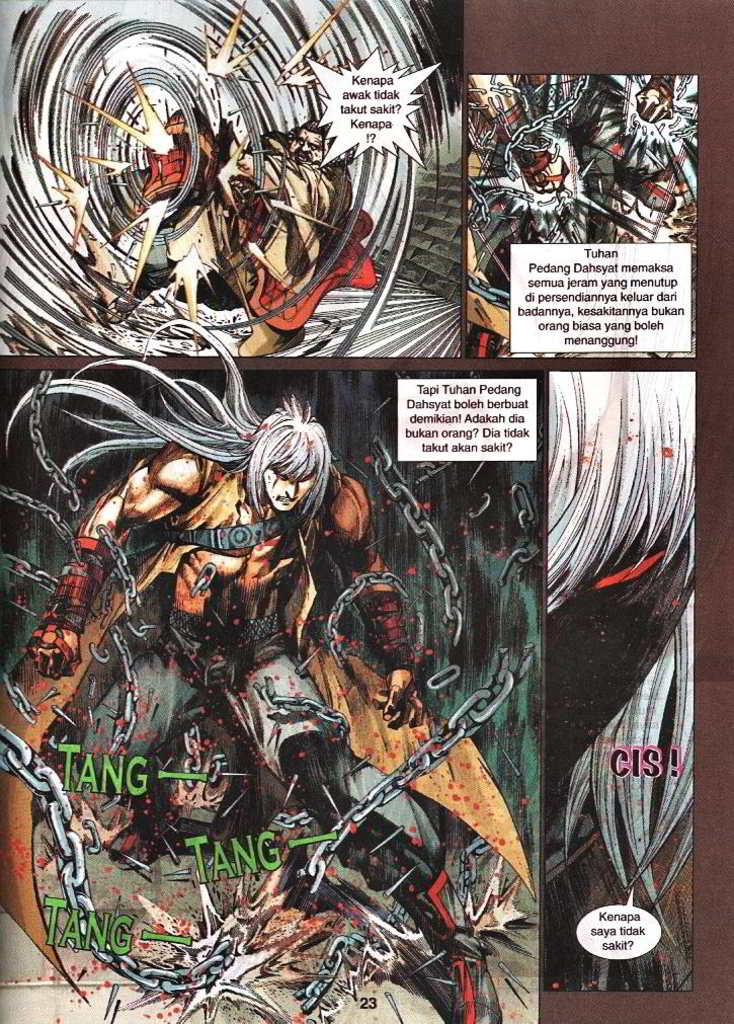 Kenapa
awak tidak
takut sakit?
Kenapa
!?
Tuhan
Pedang Dahsyat memaksa
semua jeram yang menutup
di persendiannya keluar dari
badannya, kesakitannya bukan
orang biasa yang boleh
menanggung!
Tapi Tuhan Pedang
Dahsyat boleh berbuat
demikian! Adakah dia
bukan orang? Dia tidak
takut akan sakit?
TANG —
TANG —
TANG —
CIS !
Kenapa
saya tidak
sakit?
23